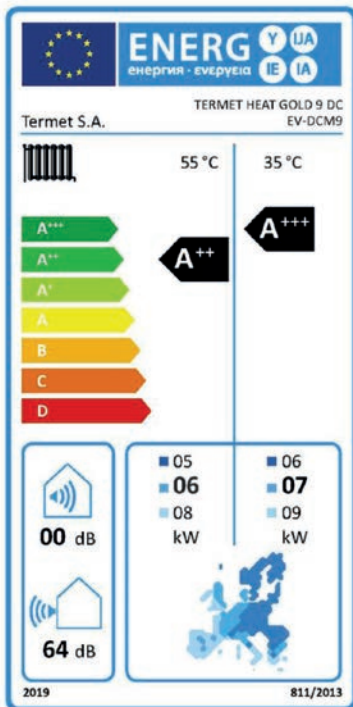 ENERG Y IJA
енергия · ενεργεια IE IA
TERMET HEAT GOLD 9 DC
Termet S.A. EV-DCM9
55 °C 35 °C
A+++ A+++
A++ A++
A+
A
B
C
D
05 06
06 07
08 09
00 dB kW kW
64 dB
2019 811/2013